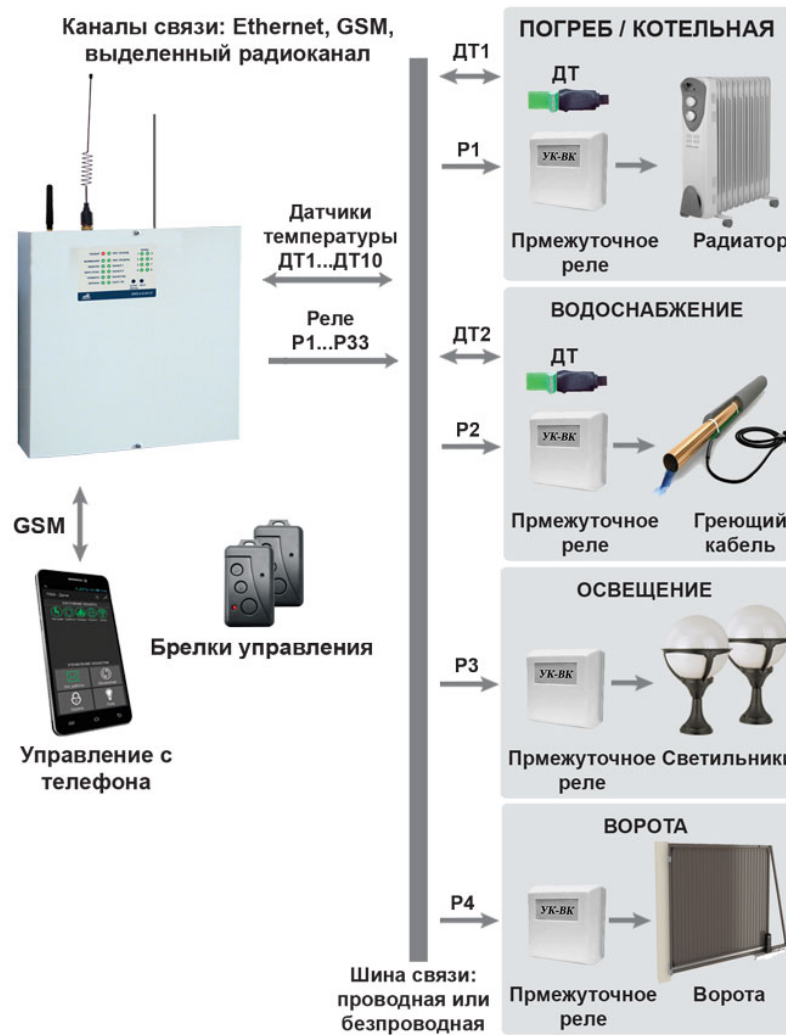 Каналы связи: Ethernet, GSM,
выделенный радиоканал
Датчики
температуры
ДТ1...ДТ10
Реле
Р1...Р33
GSM
Управление с
телефона
Брелки управления
Шина связи:
проводная или
безпроводная
ДТ1
Р1
ПОГРЕБ / КОТЕЛЬНАЯ
ДТ
УК-ВК
Прмежуточное
реле
Радиатор
ДТ2
Р2
ВОДОСНАБЖЕНИЕ
ДТ
УК-ВК
Прмежуточное
реле
Греющий
кабель
Р3
ОСВЕЩЕНИЕ
УК-ВК
Прмежуточное
реле
Светильники
Р4
ВОРОТА
УК-ВК
Прмежуточное
реле
Ворота